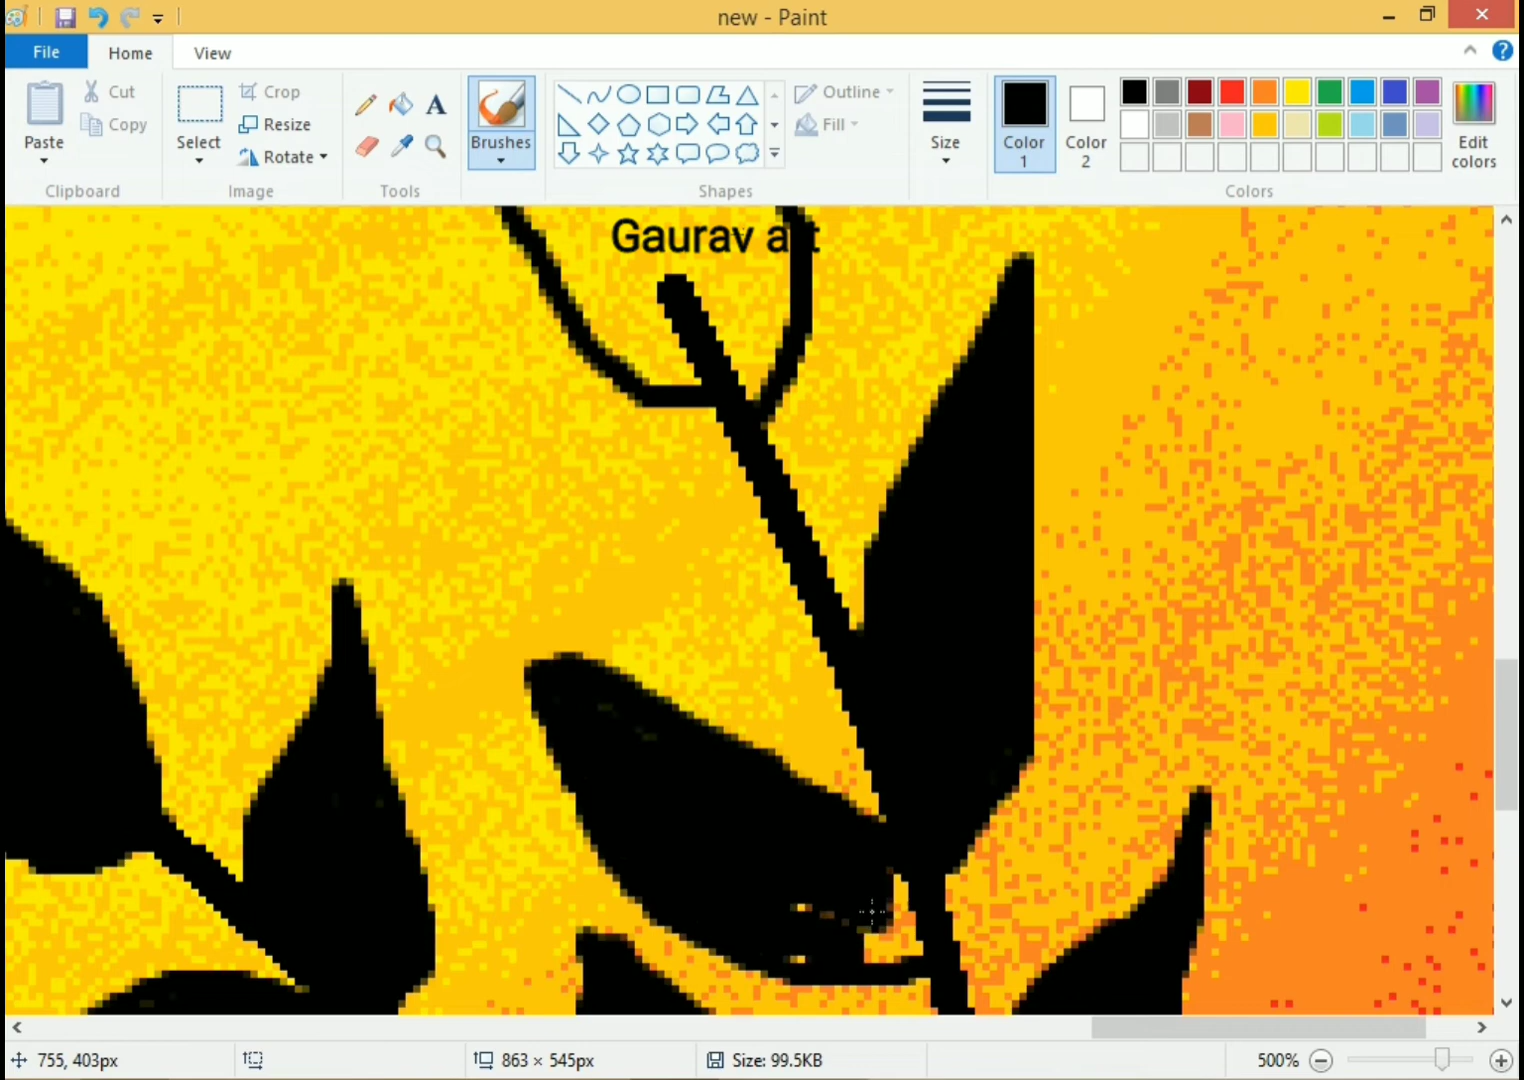 new - Paint
File Home View
Paste
Cut
Copy
Clipboard
Select
Crop
Resize
Rotate
Image
A
Tools
Brushes
Shapes
Outline
Fill
Size
Color 1
Color 2
Edit colors
Colors
Gaurav art
755, 403px
863 × 545px
Size: 99.5KB
500%